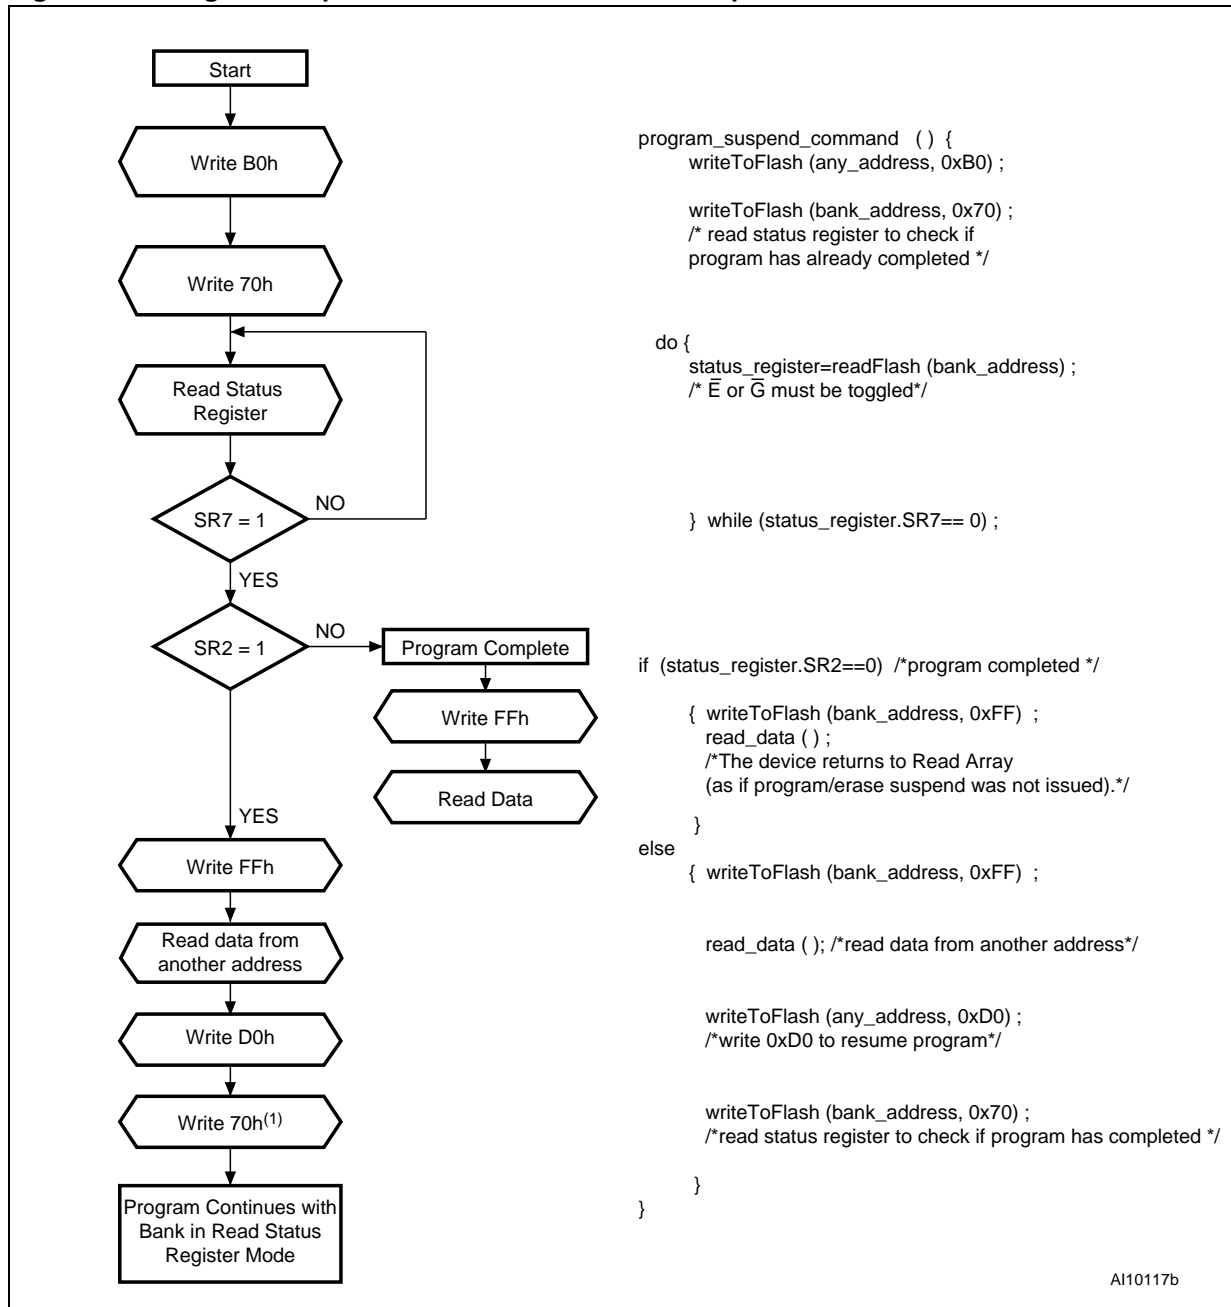 Start
Write B0h
Write 70h
Read Status
Register
SR7 = 1
NO
YES
SR2 = 1
NO
Program Complete
Write FFh
Read Data
YES
Write FFh
Read data from
another address
Write D0h
Write 70h(1)
Program Continues with
Bank in Read Status
Register Mode
program_suspend_command ( ) {
writeToFlash (any_address, 0xB0) ;
writeToFlash (bank_address, 0x70) ;
/* read status register to check if
program has already completed */
do {
status_register=readFlash (bank_address) ;
/* E̅ or G̅ must be toggled*/
} while (status_register.SR7== 0) ;
if (status_register.SR2==0) /*program completed */
{ writeToFlash (bank_address, 0xFF) ;
read_data ( ) ;
/*The device returns to Read Array
(as if program/erase suspend was not issued).*/
}
else
{ writeToFlash (bank_address, 0xFF) ;
read_data ( ); /*read data from another address*/
writeToFlash (any_address, 0xD0) ;
/*write 0xD0 to resume program*/
writeToFlash (bank_address, 0x70) ;
/*read status register to check if program has completed */
}
}
AI10117b